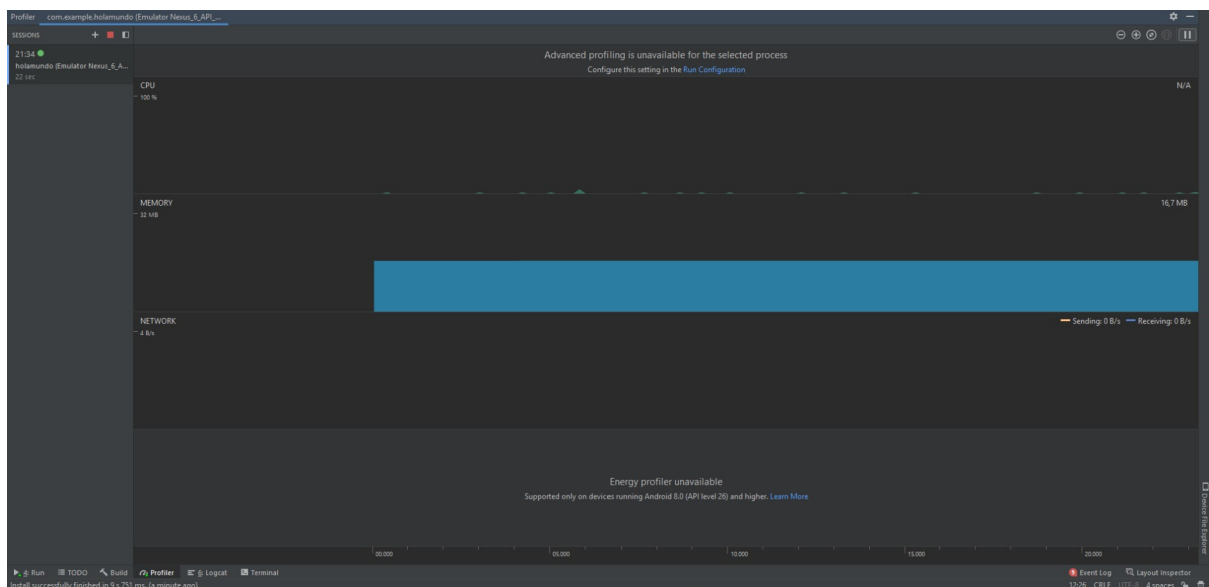 Profiler com.example.holamundo (Emulator Nexus_6_API_...
SESSIONS
21:34
holamundo (Emulator Nexus_6_A...
22 sec
Advanced profiling is unavailable for the selected process
Configure this setting in the Run Configuration
CPU N/A
100 %
MEMORY 16,7 MB
32 MB
NETWORK Sending: 0 B/s Receiving: 0 B/s
4 B/s
Energy profiler unavailable
Supported only on devices running Android 8.0 (API level 26) and higher. Learn More
00.000 05.000 10.000 15.000 20.000
Device File Explorer
4: Run TODO Build Profiler 6: Logcat Terminal 5 Event Log Layout Inspector
Install successfully finished in 9 s 751 ms. (a minute ago) 12:26 CRLF UTF-8 4 spaces